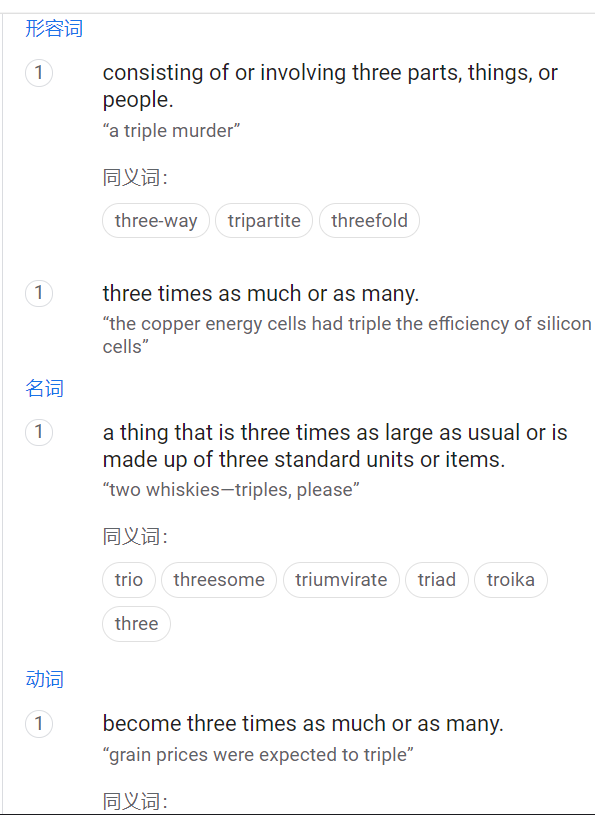 形容词
1
consisting of or involving three parts, things, or
people.
“a triple murder”
同义词：
three-way tripartite threefold
1
three times as much or as many.
“the copper energy cells had triple the efficiency of silicon
cells”
名词
1
a thing that is three times as large as usual or is
made up of three standard units or items.
“two whiskies—triples, please”
同义词：
trio threesome triumvirate triad troika
three
动词
1
become three times as much or as many.
“grain prices were expected to triple”
同义词：